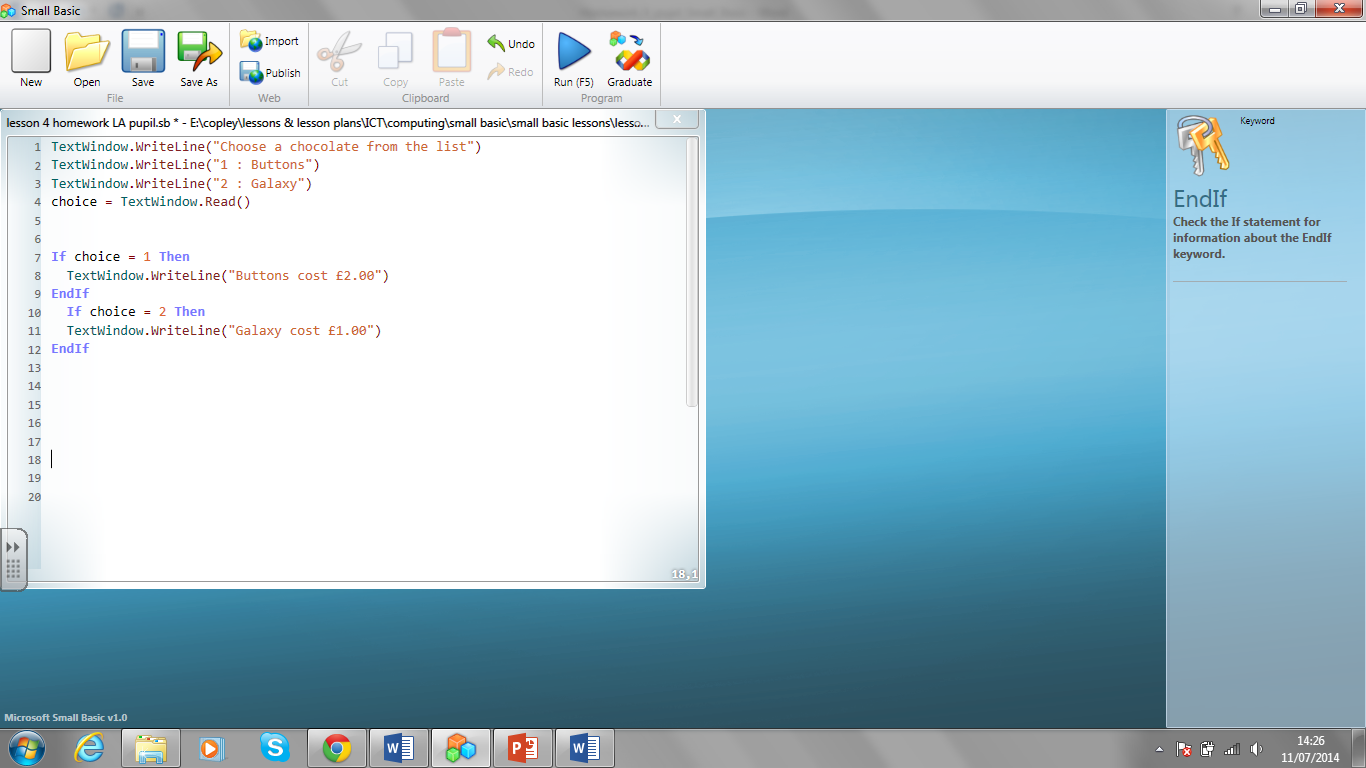 Small Basic
New
Open
Save
Save As
File
Import
Publish
Web
Cut
Copy
Paste
Undo
Redo
Clipboard
Run (F5)
Graduate
Program
lesson 4 homework LA pupil.sb * - E:\copley\lessons & lesson plans\ICT\computing\small basic\small basic lessons\lesso...
x
1 TextWindow.WriteLine("Choose a chocolate from the list")
2 TextWindow.WriteLine("1 : Buttons")
3 TextWindow.WriteLine("2 : Galaxy")
4 choice = TextWindow.Read()
5
6
7 If choice = 1 Then
8 TextWindow.WriteLine("Buttons cost £2.00")
9 EndIf
10 If choice = 2 Then
11 TextWindow.WriteLine("Galaxy cost £1.00")
12 EndIf
13
14
15
16
17
18
19
20
18,1
Keyword
EndIf
Check the If statement for
information about the EndIf
keyword.
Microsoft Small Basic v1.0
14:26
11/07/2014